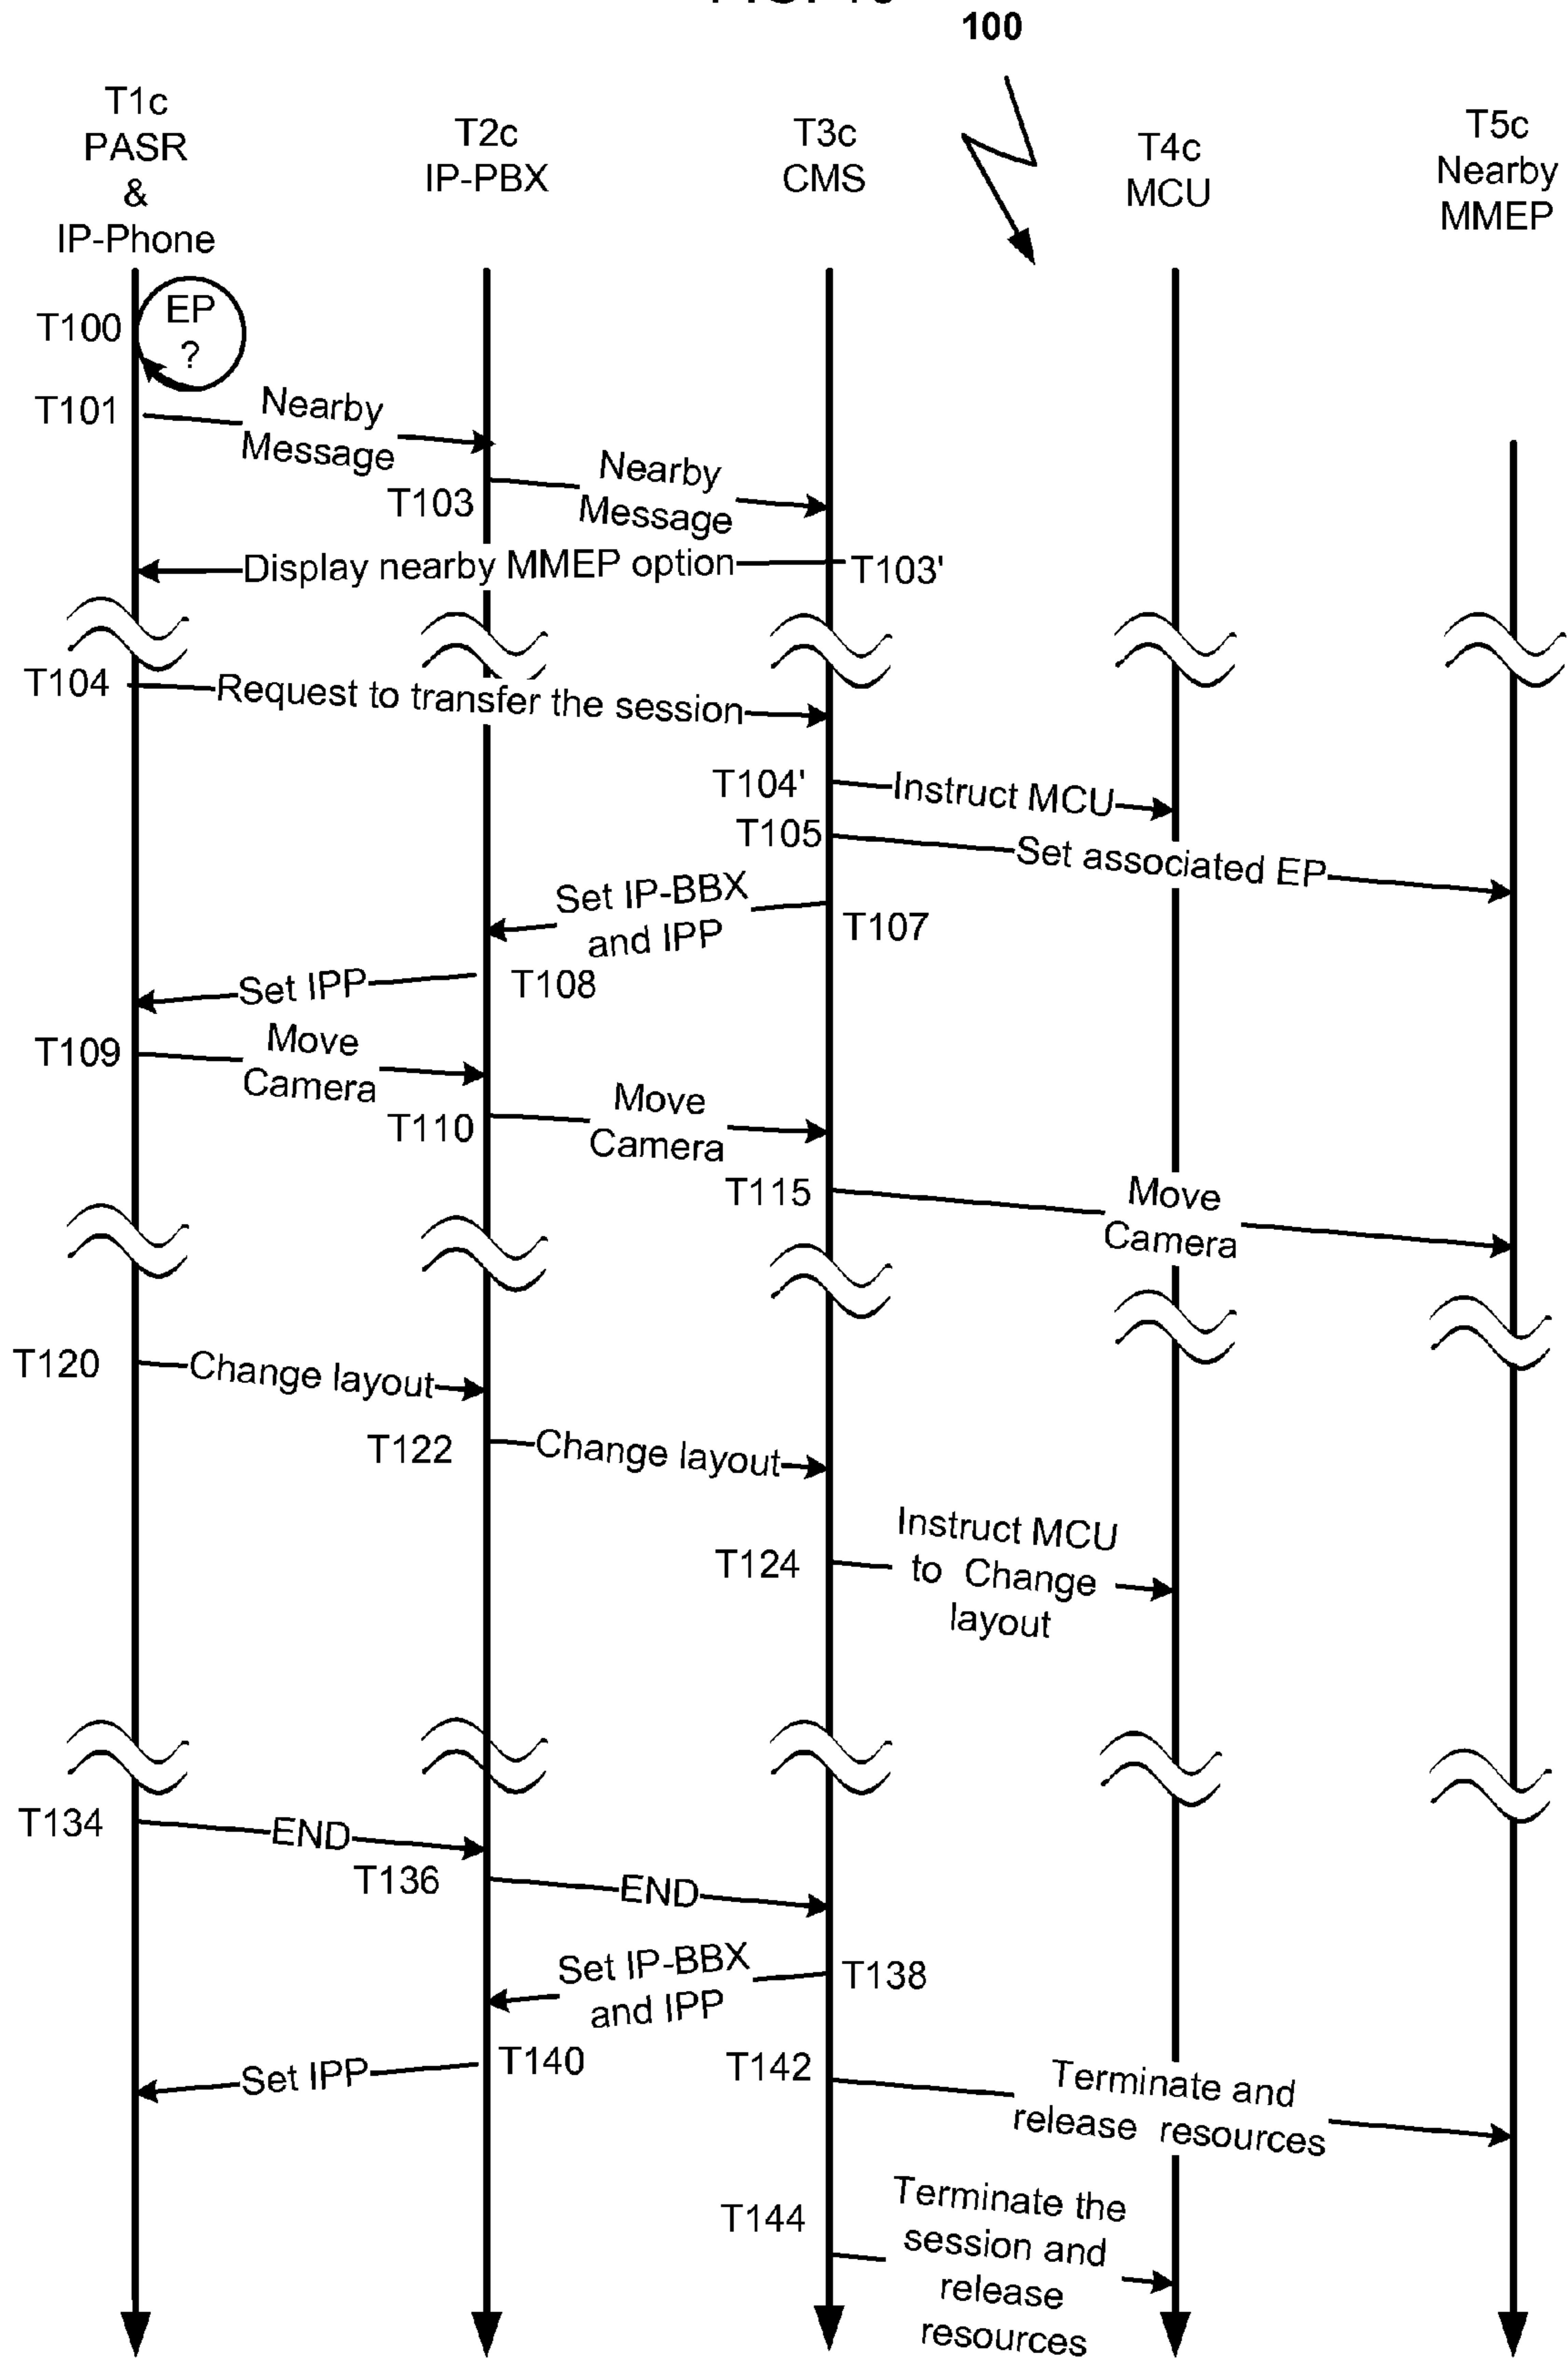 100
T1c
PASR
&
IP-Phone
T2c
IP-PBX
T3c
CMS
T4c
MCU
T5c
Nearby
MMEP
T100
EP
?
T101
Nearby
Message
T103
Nearby
Message
Display nearby MMEP option
T103'
T104
Request to transfer the session
T104'
Instruct MCU
T105
Set associated EP
Set IP-BBX
and IPP
T107
Set IPP
T108
T109
Move
Camera
T110
Move
Camera
T115
Move
Camera
T120
Change layout
T122
Change layout
T124
Instruct MCU
to Change
layout
T134
END
T136
END
Set IP-BBX
and IPP
T138
Set IPP
T140
T142
Terminate and
release resources
T144
Terminate the
session and
release
resources